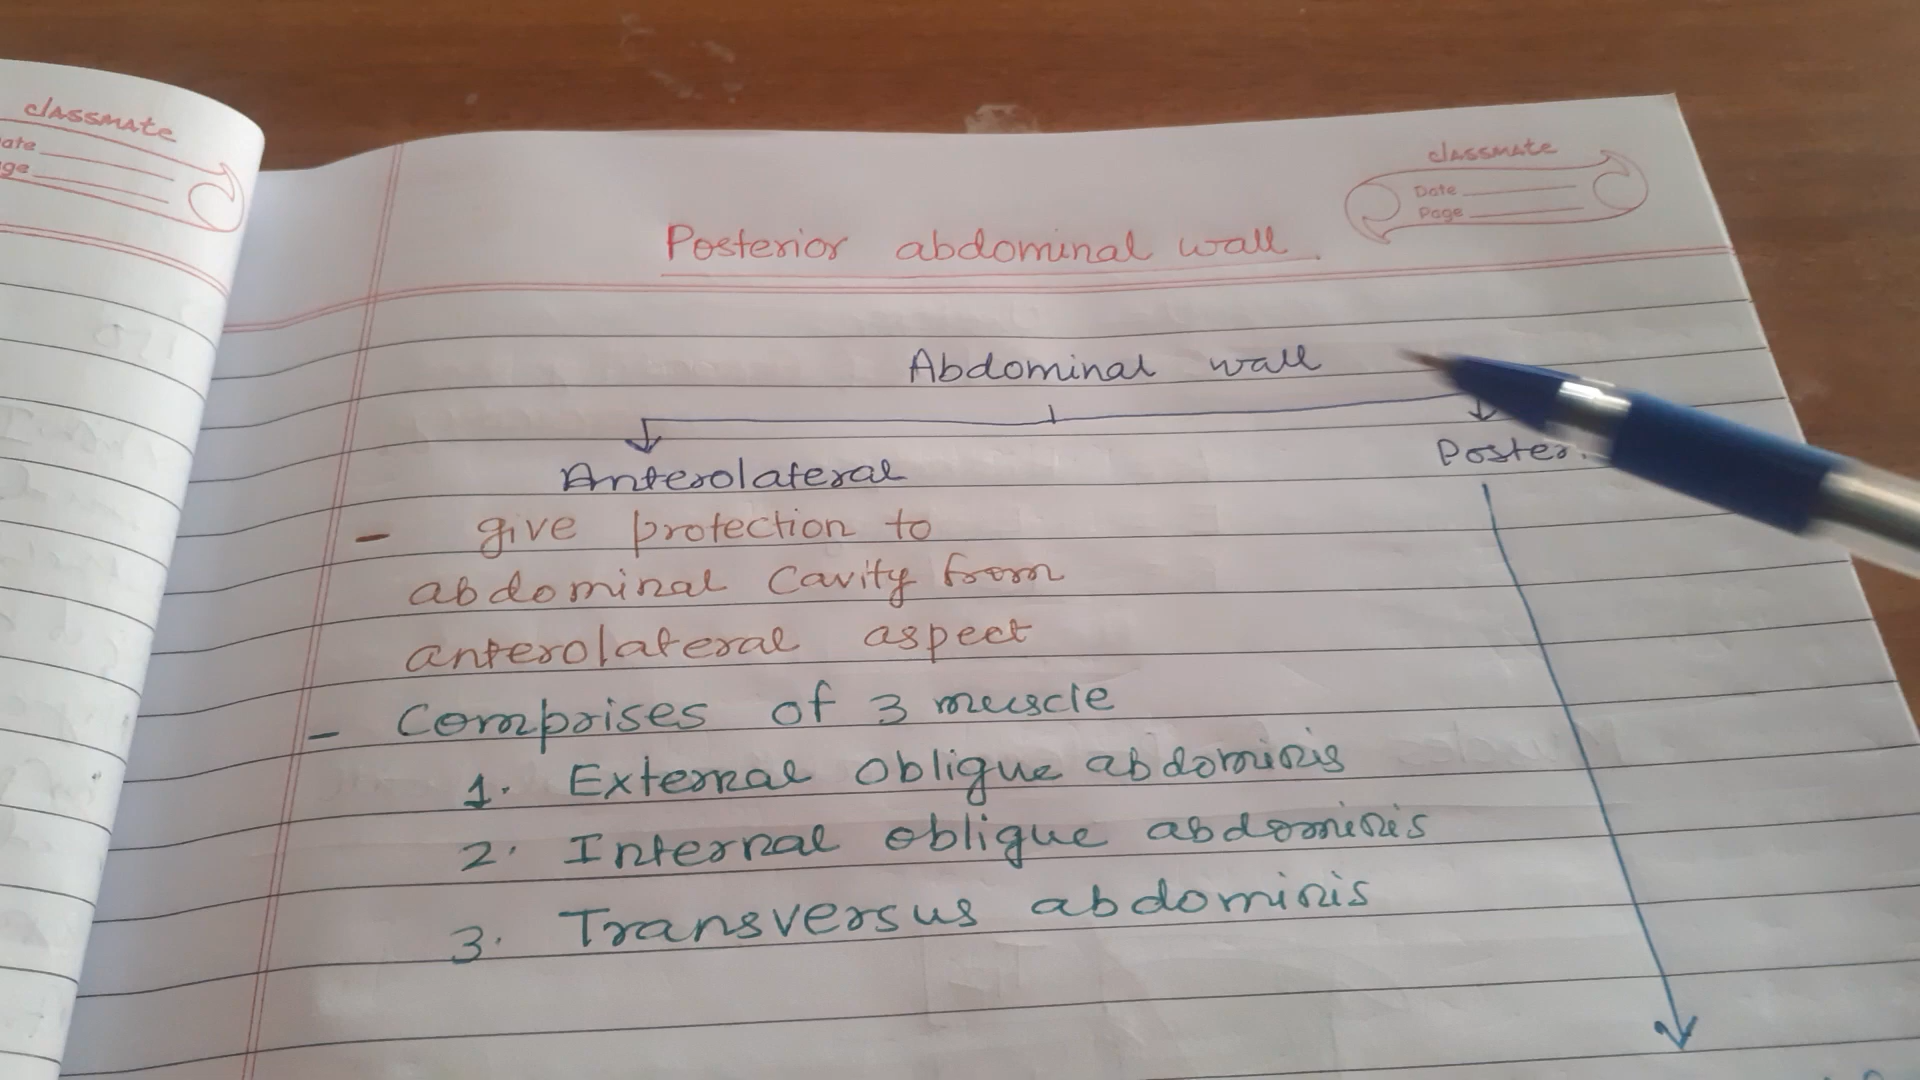 classmate
ate
ge
classmate
Date
Page
Posterior abdominal wall
Abdominal wall
Anterolateral
Poster
- give protection to
abdominal cavity from
anterolateral aspect
- Comprises of 3 muscle
1. External oblique abdominis
2. Internal oblique abdominis
3. Transversus abdominis